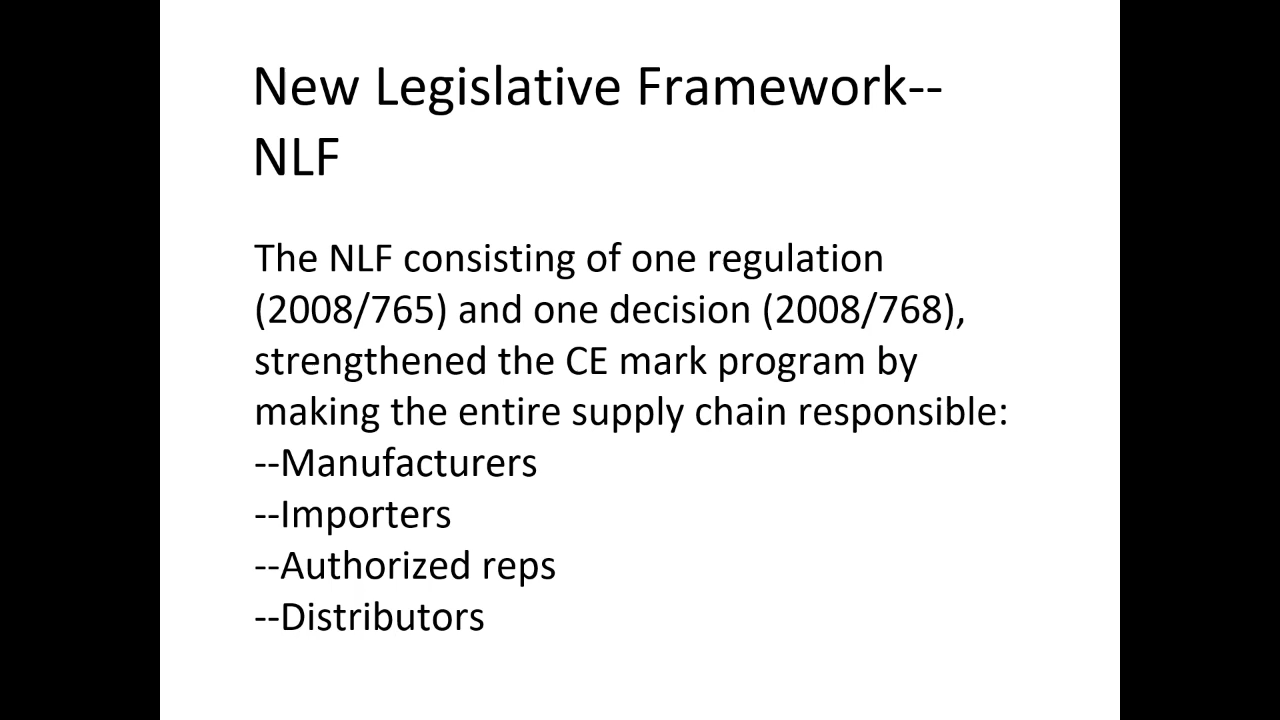 New Legislative Framework--
NLF
The NLF consisting of one regulation
(2008/765) and one decision (2008/768),
strengthened the CE mark program by
making the entire supply chain responsible:
--Manufacturers
--Importers
--Authorized reps
--Distributors